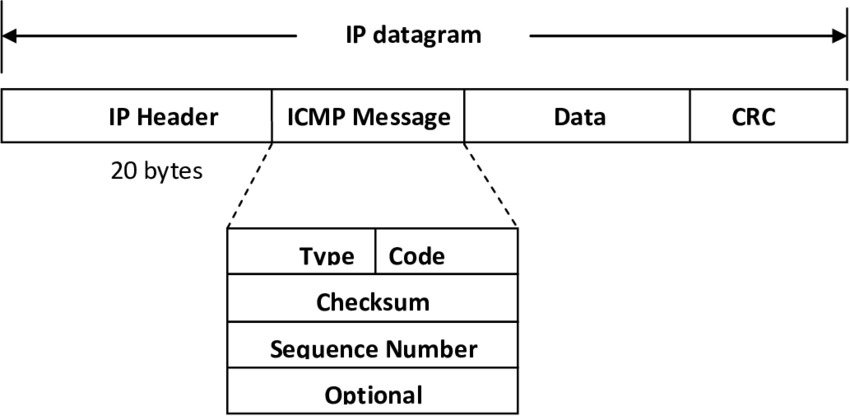 IP datagram
IP Header ICMP Message Data CRC
20 bytes
Type Code
Checksum
Sequence Number
Optional